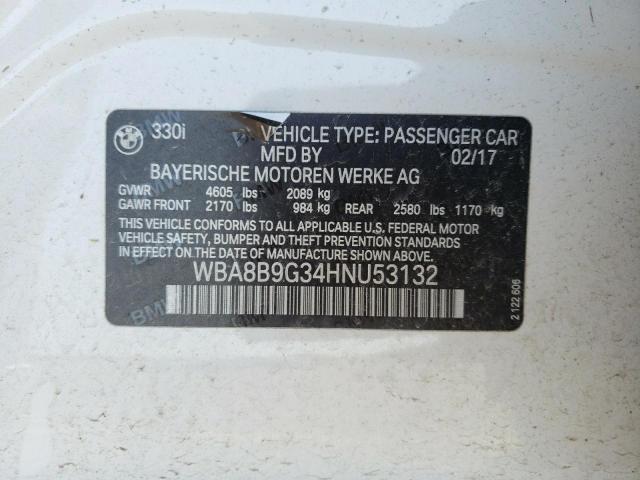 330i VEHICLE TYPE: PASSENGER CAR
MFD BY 02/17
BAYERISCHE MOTOREN WERKE AG
GVWR 4605 lbs 2089 kg
GAWR FRONT 2170 lbs 984 kg REAR 2580 lbs 1170 kg
THIS VEHICLE CONFORMS TO ALL APPLICABLE U.S. FEDERAL MOTOR
VEHICLE SAFETY, BUMPER AND THEFT PREVENTION STANDARDS
IN EFFECT ON THE DATE OF MANUFACTURE SHOWN ABOVE.
WBA8B9G34HNU53132
2 122 606
BMW
BMW
BMW